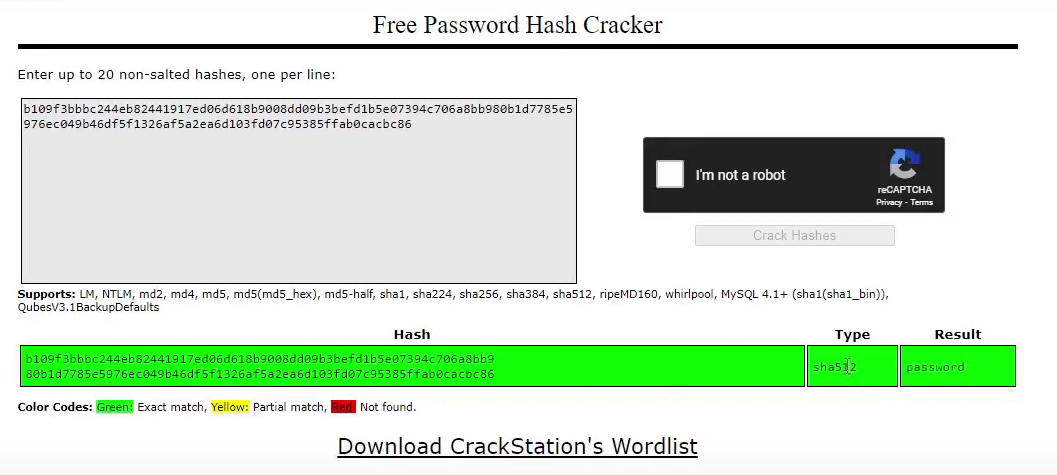 Free Password Hash Cracker
Enter up to 20 non-salted hashes, one per line:
b109f3bbbc244eb82441917ed06d618b9008dd09b3befd1b5e07394c706a8bb980b1d7785e5
976ec049b46df5f1326af5a2ea6d103fd07c95385ffab0cacbc86
I'm not a robot
reCAPTCHA
Privacy - Terms
Crack Hashes
Supports: LM, NTLM, md2, md4, md5, md5(md5_hex), md5-half, sha1, sha224, sha256, sha384, sha512, ripeMD160, whirlpool, MySQL 4.1+ (sha1(sha1_bin)),
QubesV3.1BackupDefaults
Hash Type Result
b109f3bbbc244eb82441917ed06d618b9008dd09b3befd1b5e07394c706a8bb9
80b1d7785e5976ec049b46df5f1326af5a2ea6d103fd07c95385ffab0cacbc86
sha512
password
Color Codes: Green: Exact match, Yellow: Partial match, Red: Not found.
Download CrackStation's Wordlist